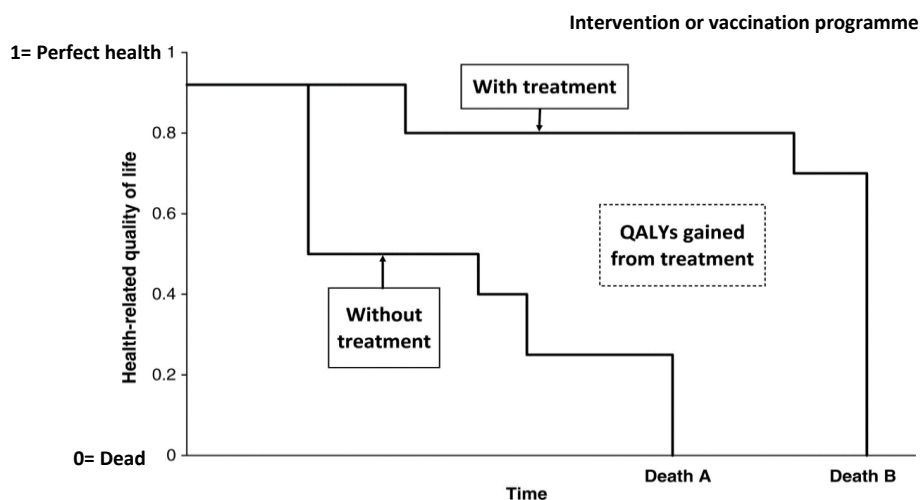 Intervention or vaccination programme
1= Perfect health
1
With treatment
0.8
0.6
QALYs gained
from treatment
Health-related quality of life
0.4
Without
treatment
0.2
0= Dead
0
Death A
Death B
Time